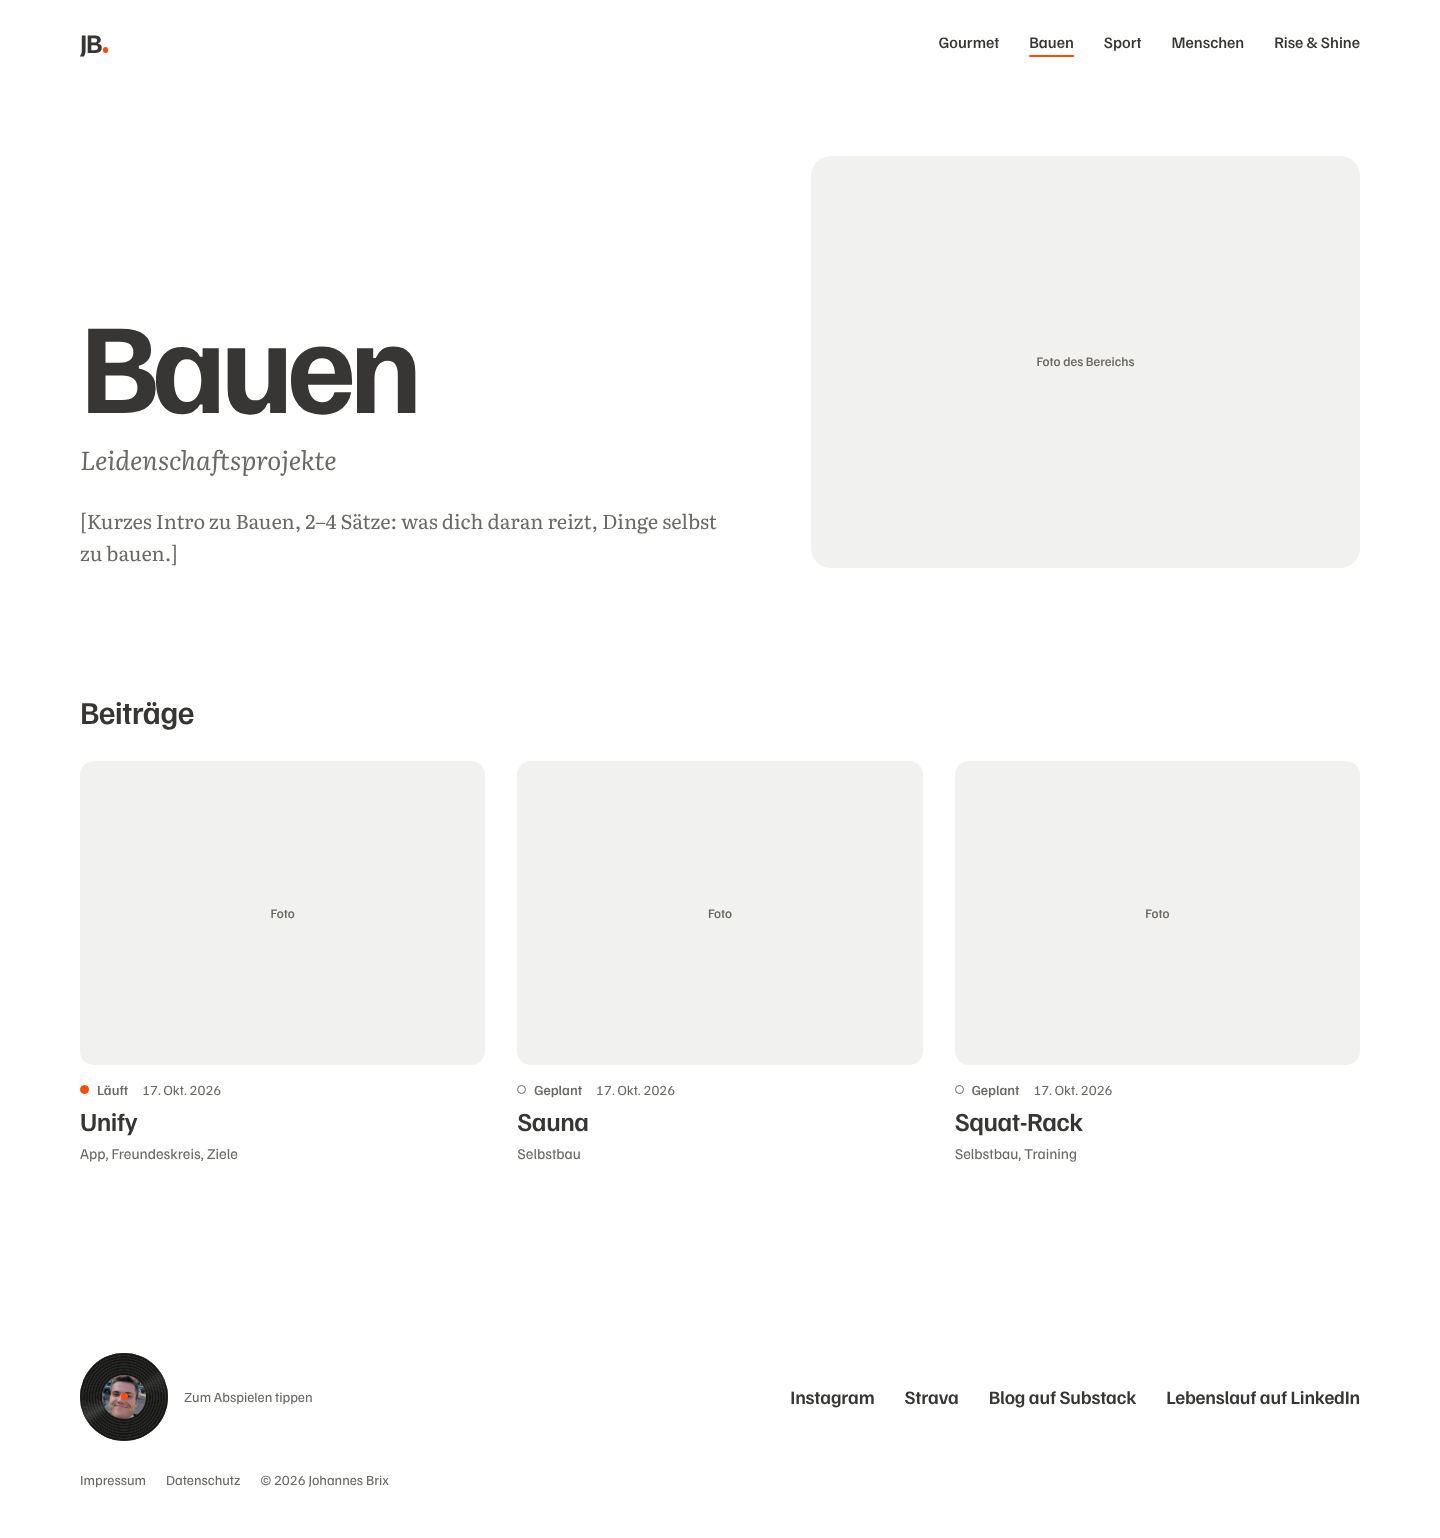 JB.
Gourmet Bauen Sport Menschen Rise & Shine
Foto des Bereichs
Bauen
Leidenschaftsprojekte
[Kurzes Intro zu Bauen, 2–4 Sätze: was dich daran reizt, Dinge selbst
zu bauen.]
Beiträge
Foto
Läuft 17. Okt. 2026
Unify
App, Freundeskreis, Ziele
Foto
Geplant 17. Okt. 2026
Sauna
Selbstbau
Foto
Geplant 17. Okt. 2026
Squat-Rack
Selbstbau, Training
Zum Abspielen tippen
Instagram Strava Blog auf Substack Lebenslauf auf LinkedIn
Impressum Datenschutz © 2026 Johannes Brix